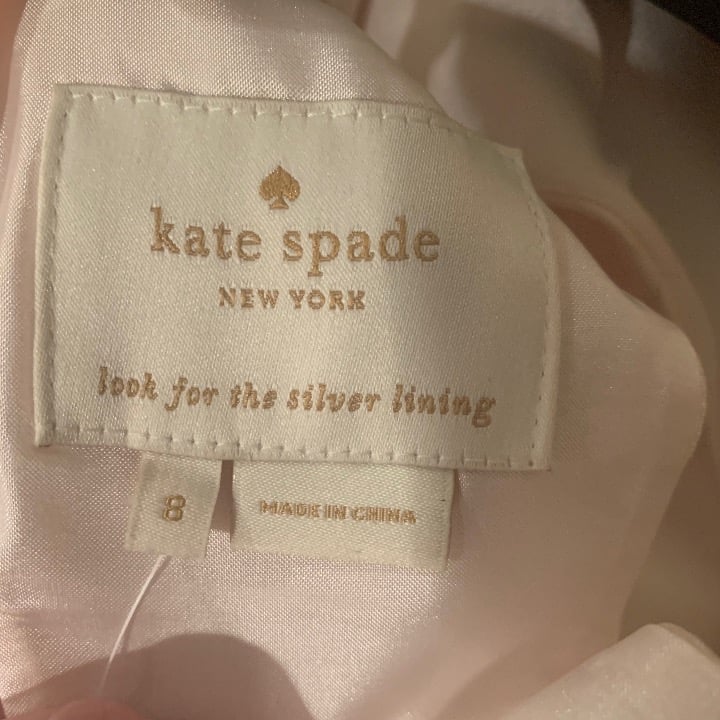 kate spade
NEW YORK
look for the silver lining
8
MADE IN CHINA